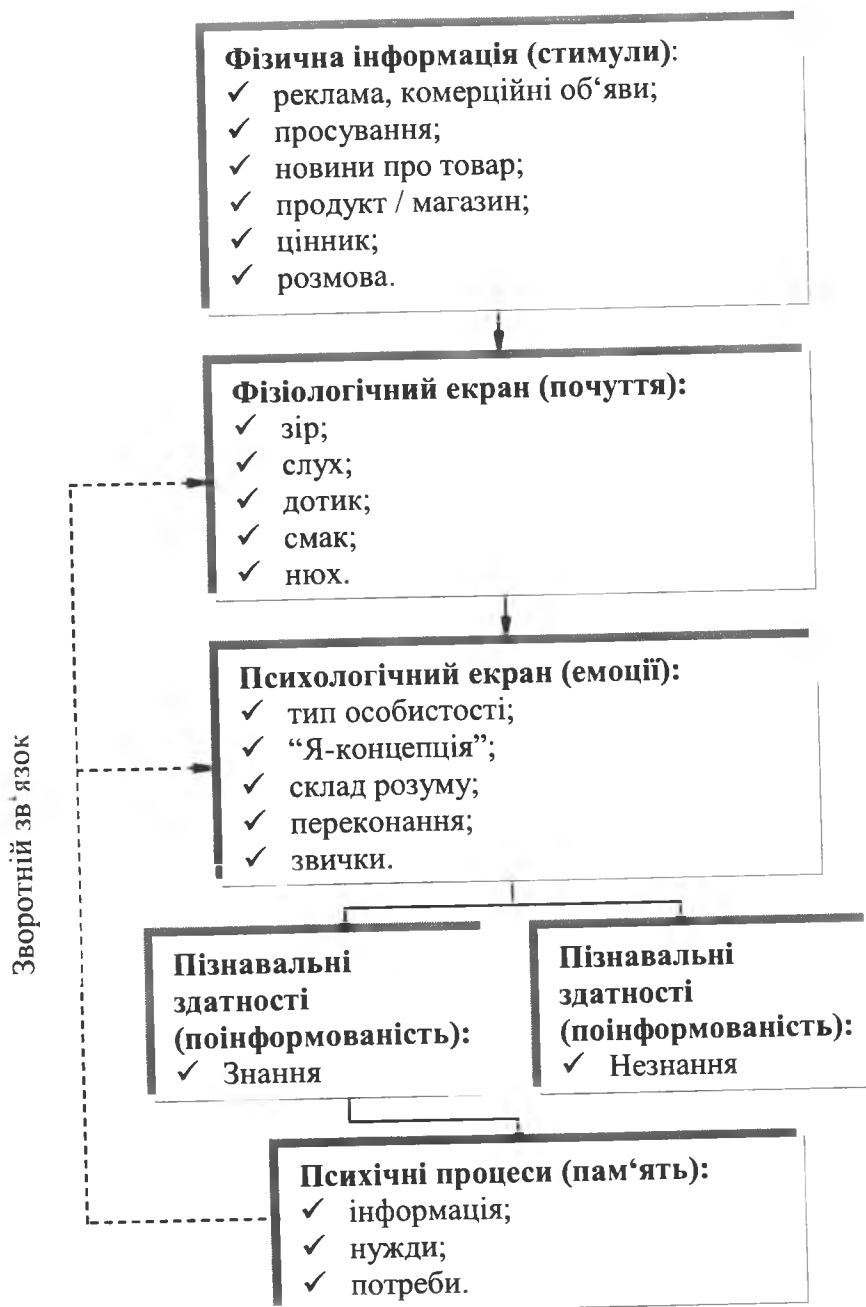 Фізична інформація (стимули):
✓ реклама, комерційні об‘яви;
✓ просування;
✓ новини про товар;
✓ продукт / магазин;
✓ цінник;
✓ розмова.
Фізіологічний екран (почуття):
✓ зір;
✓ слух;
✓ дотик;
✓ смак;
✓ нюх.
Психологічний екран (емоції):
✓ тип особистості;
✓ “Я-концепція”;
✓ склад розуму;
✓ переконання;
✓ звички.
Зворотній зв‘язок
Пізнавальні
здатності
(поінформованість):
✓ Знання
Пізнавальні
здатності
(поінформованість):
✓ Незнання
Психічні процеси (пам‘ять):
✓ інформація;
✓ нужди;
✓ потреби.